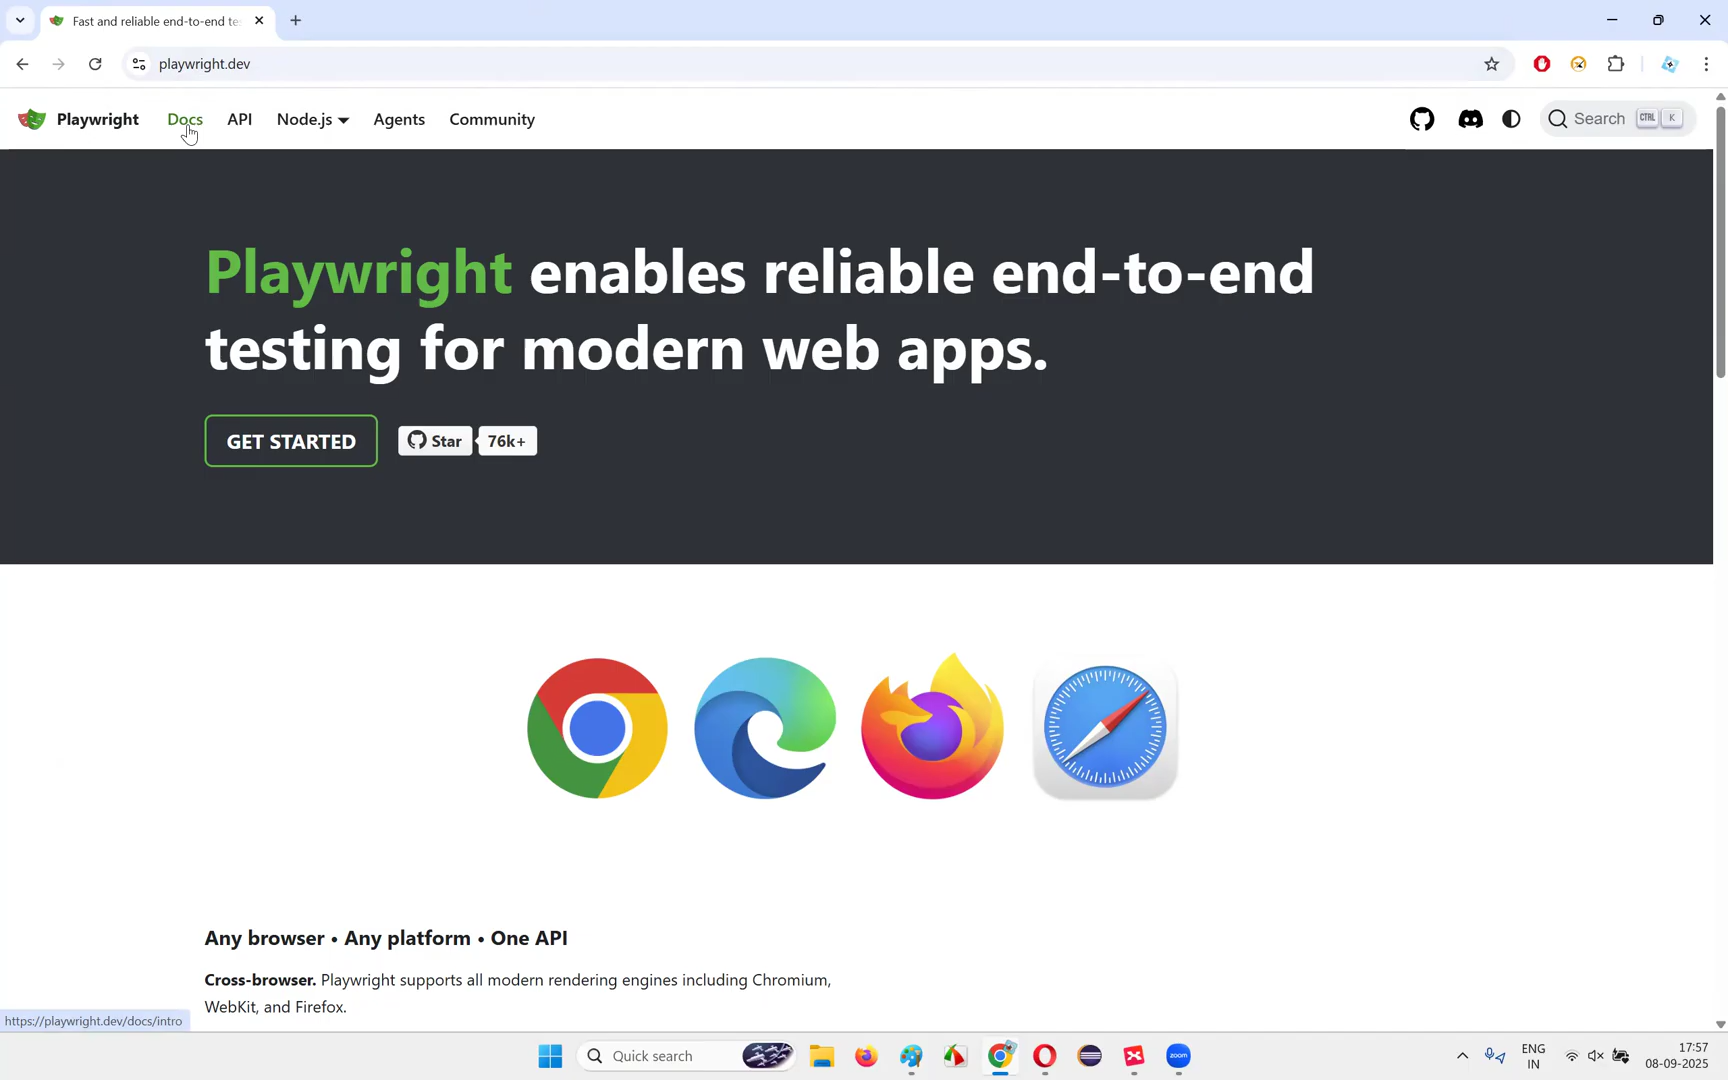 Fast and reliable end-to-end te
playwright.dev
Playwright
Docs
API
Node.js
Agents
Community
Search
CTRL
K
Playwright enables reliable end-to-end
testing for modern web apps.
GET STARTED
Star
76k+
Any browser • Any platform • One API
Cross-browser. Playwright supports all modern rendering engines including Chromium,
WebKit, and Firefox.
https://playwright.dev/docs/intro
Quick search
zoom
ENG
IN
17:57
08-09-2025